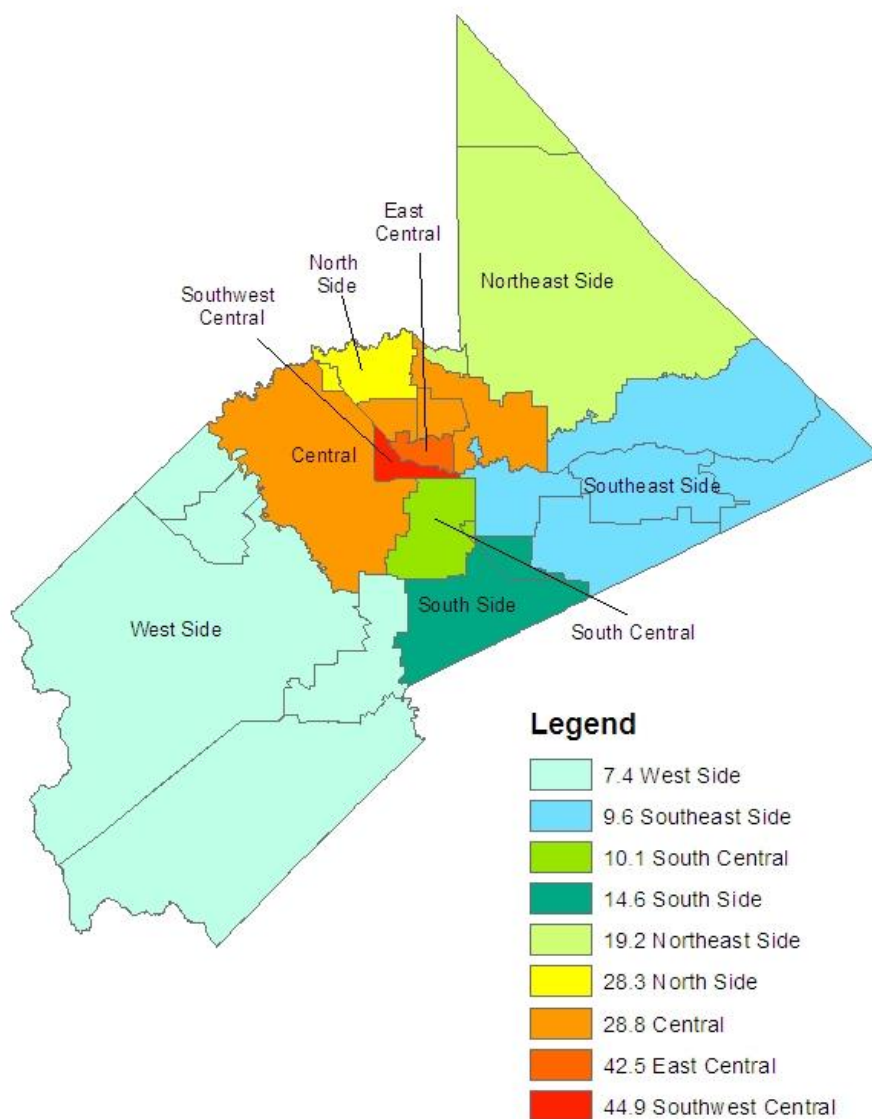 East
Central
North
Side
Northeast Side
Southwest
Central
Central
Southeast Side
West Side
South Side
South Central
Legend
7.4 West Side
9.6 Southeast Side
10.1 South Central
14.6 South Side
19.2 Northeast Side
28.3 North Side
28.8 Central
42.5 East Central
44.9 Southwest Central